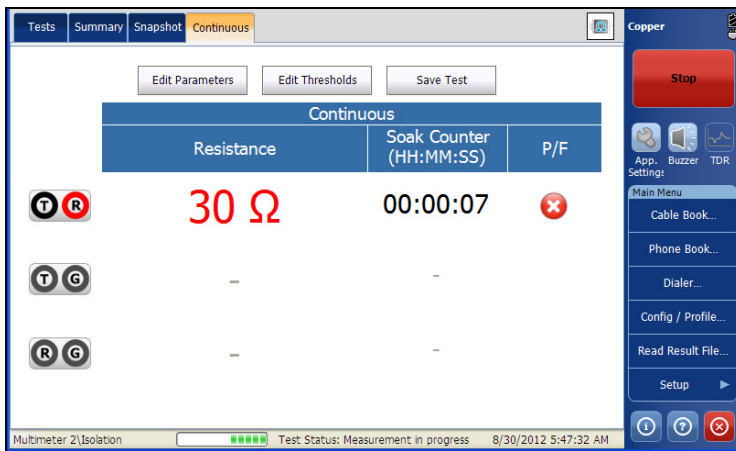 Tests Summary Snapshot Continuous
Copper
Edit Parameters Edit Thresholds Save Test
Stop
Continuous
Resistance Soak Counter (HH:MM:SS) P/F
App. Settings Buzzer TDR
Main Menu
T R 30 Ω 00:00:07
Cable Book...
Phone Book...
T G - -
Dialer...
Config / Profile...
R G - -
Read Result File...
Setup
Multimeter 2\Isolation Test Status: Measurement in progress 8/30/2012 5:47:32 AM